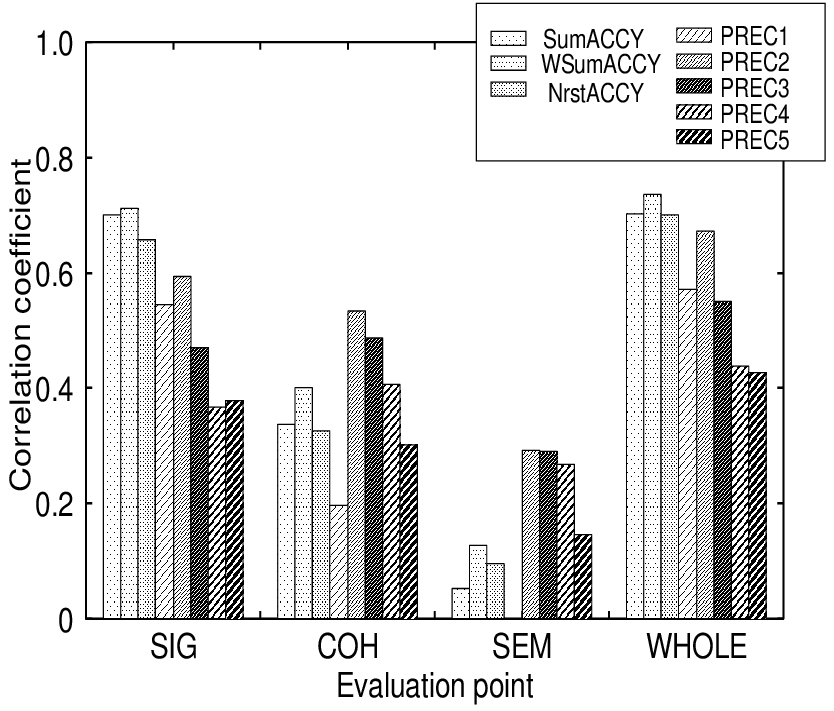 SumACCY
WSumACCY
NrstACCY
PREC1
PREC2
PREC3
PREC4
PREC5
Correlation coefficient
1.0
0.8
0.6
0.4
0.2
0
SIG COH SEM WHOLE
Evaluation point